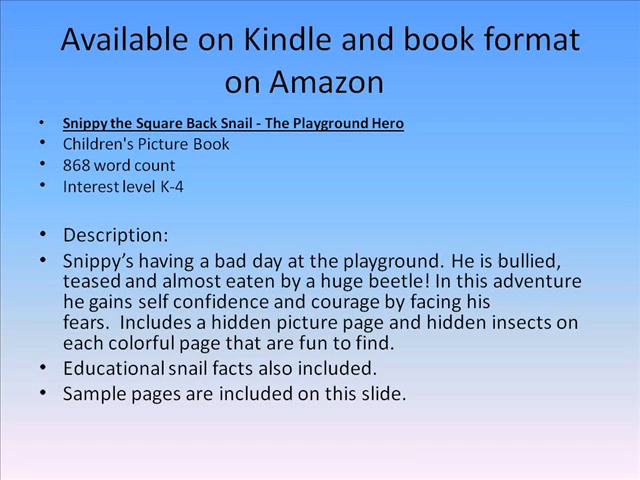 Available on Kindle and book format
on Amazon
• Snippy the Square Back Snail - The Playground Hero
• Children's Picture Book
• 868 word count
• Interest level K-4
• Description:
• Snippy’s having a bad day at the playground. He is bullied,
teased and almost eaten by a huge beetle! In this adventure
he gains self confidence and courage by facing his
fears.  Includes a hidden picture page and hidden insects on
each colorful page that are fun to find.
• Educational snail facts also included.
• Sample pages are included on this slide.